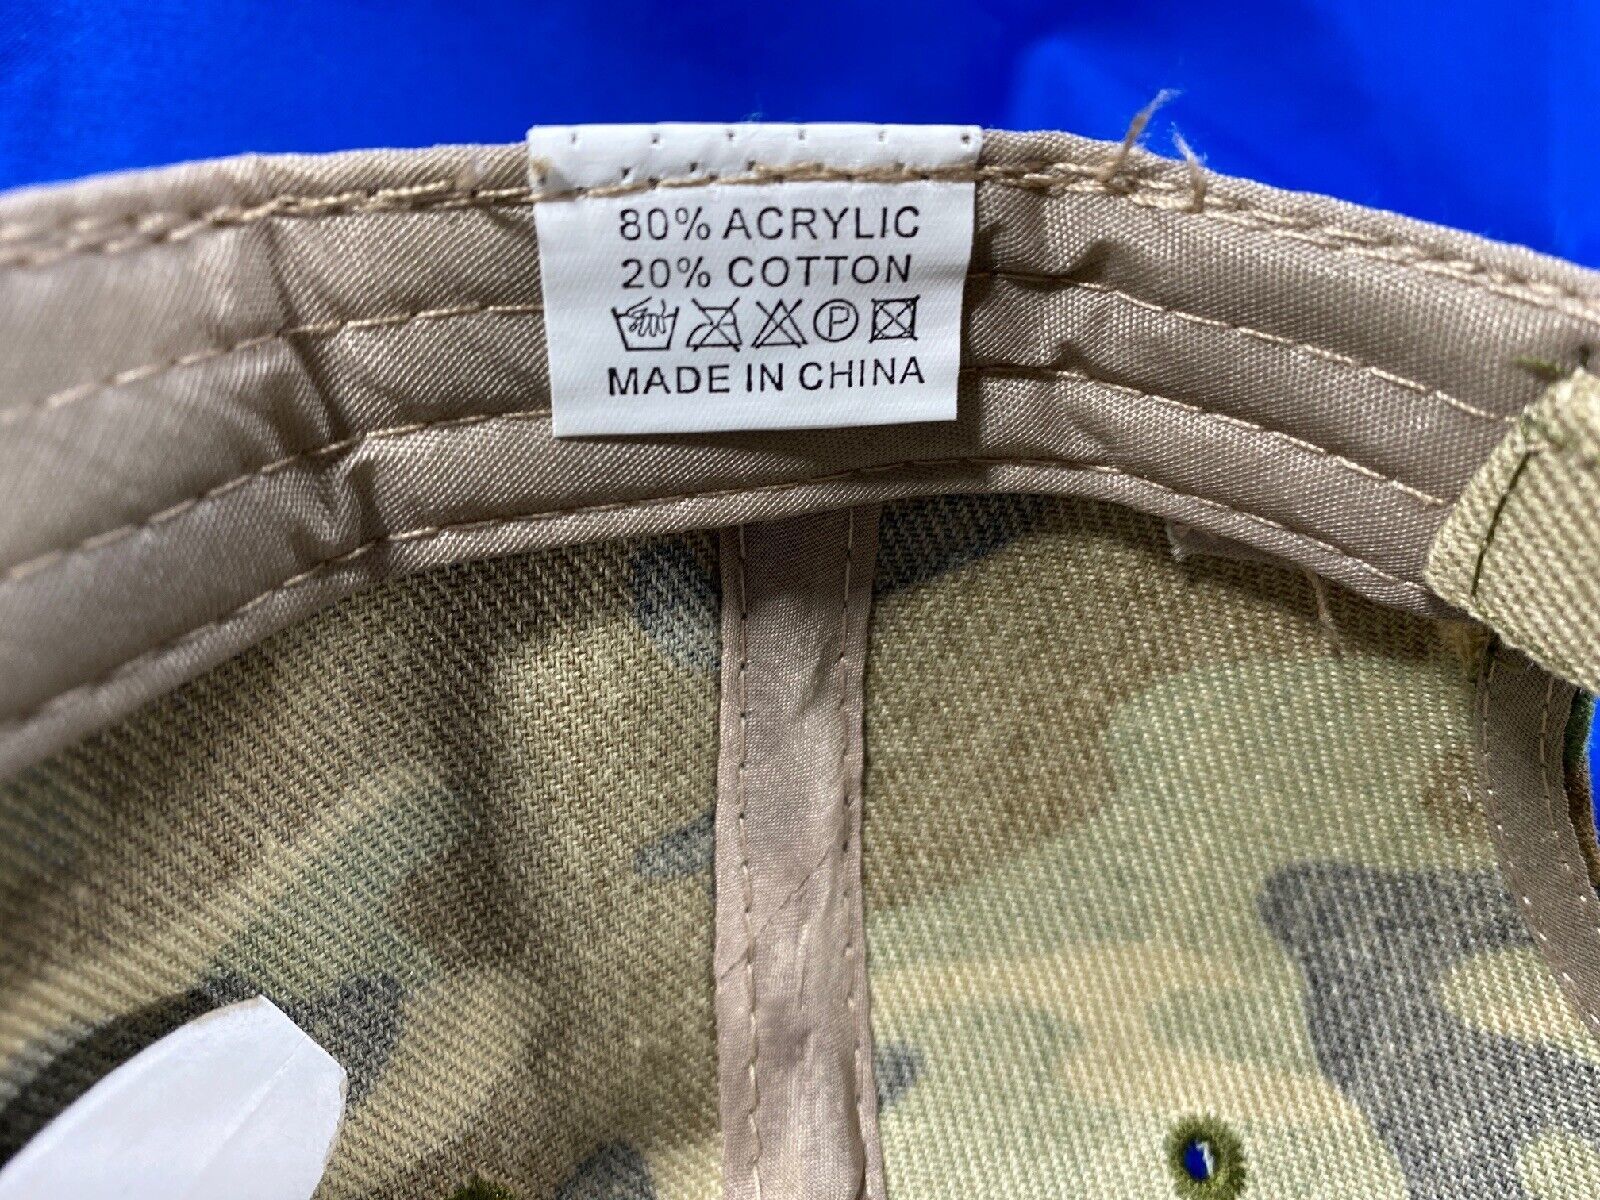 80% ACRYLIC
20% COTTON
P
MADE IN CHINA